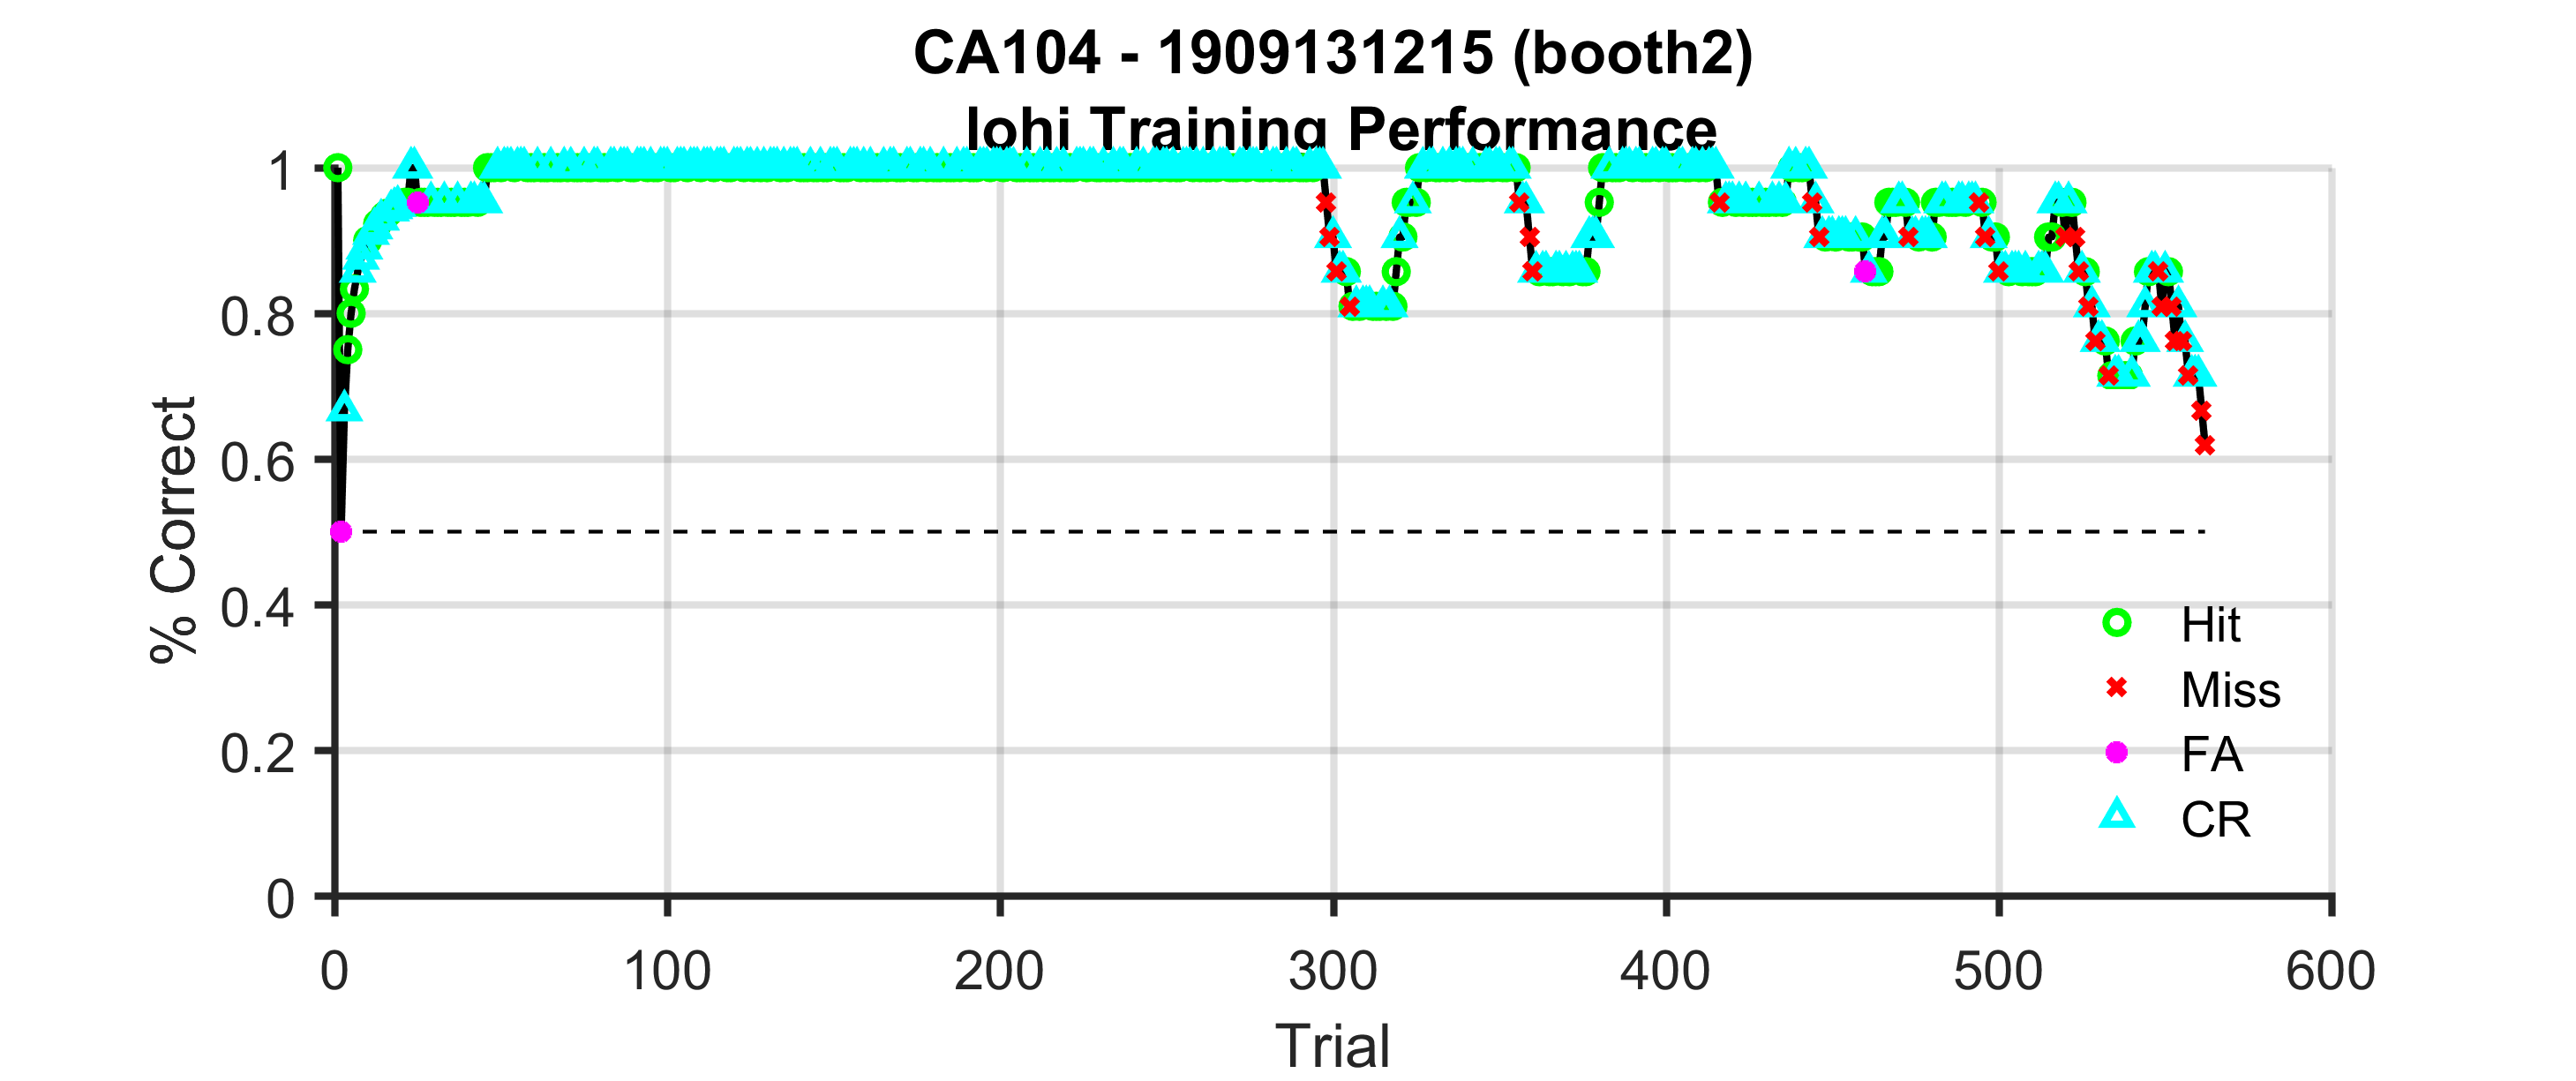 CA104 - 1909131215 (booth2)
lohi Training Performance
% Correct
1
0.8
0.6
0.4
0.2
0
0 100 200 300 400 500 600
Trial
Hit
Miss
FA
CR